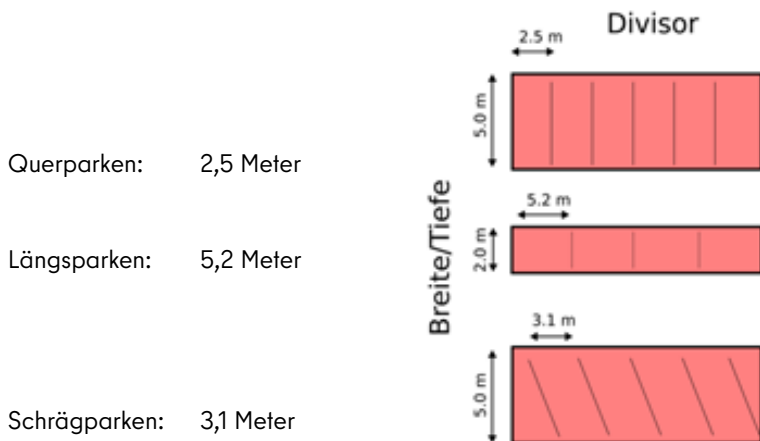 Divisor
2.5 m
5.0 m
Querparken: 2,5 Meter
Breite/Tiefe
5.2 m
2.0 m
Längsparken: 5,2 Meter
3.1 m
5.0 m
Schrägparken: 3,1 Meter